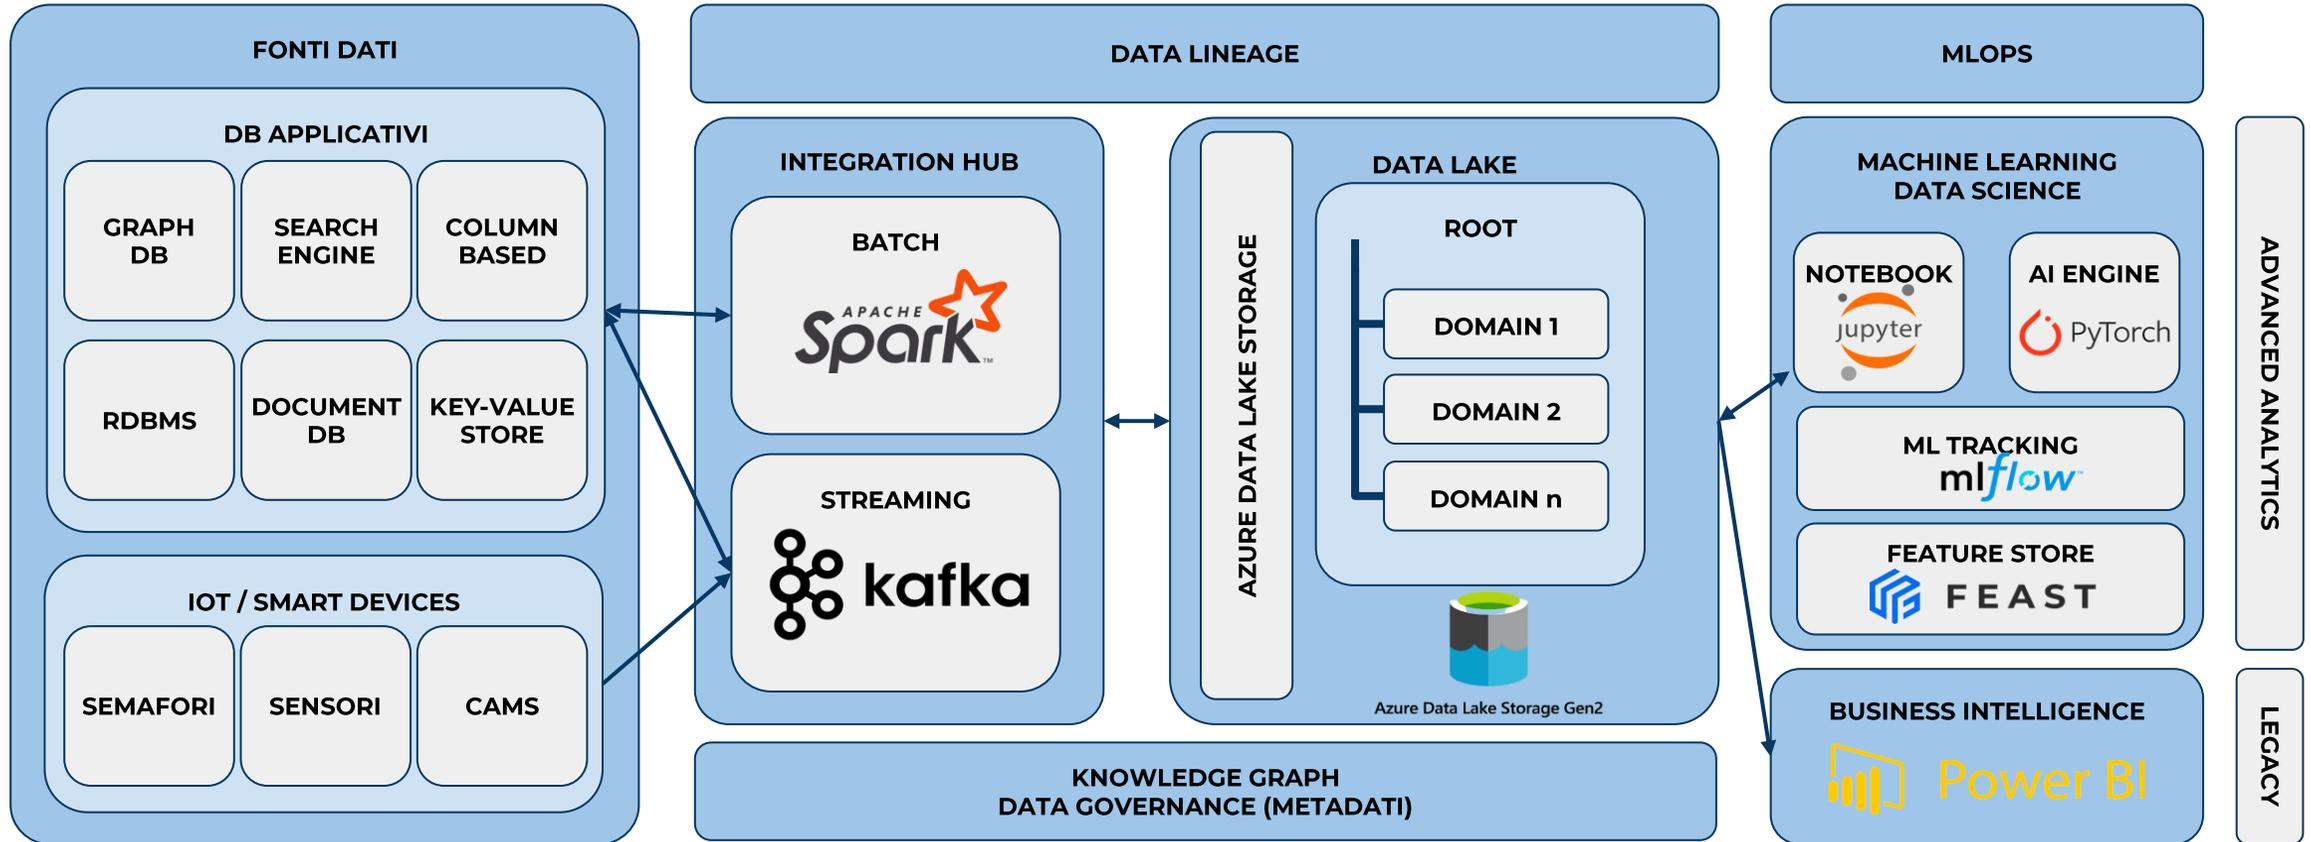 FONTI DATI
DB APPLICATIVI
GRAPH
DB
SEARCH
ENGINE
COLUMN
BASED
RDBMS
DOCUMENT
DB
KEY-VALUE
STORE
IOT / SMART DEVICES
SEMAFORI
SENSORI
CAMS
DATA LINEAGE
INTEGRATION HUB
BATCH
APACHE
Spark™
STREAMING
kafka
AZURE DATA LAKE STORAGE
DATA LAKE
ROOT
DOMAIN 1
DOMAIN 2
DOMAIN n
Azure Data Lake Storage Gen2
KNOWLEDGE GRAPH
DATA GOVERNANCE (METADATI)
MLOPS
MACHINE LEARNING
DATA SCIENCE
NOTEBOOK
jupyter
AI ENGINE
PyTorch
ML TRACKING
mlflow™
FEATURE STORE
FEAST
BUSINESS INTELLIGENCE
Power BI
ADVANCED ANALYTICS
LEGACY